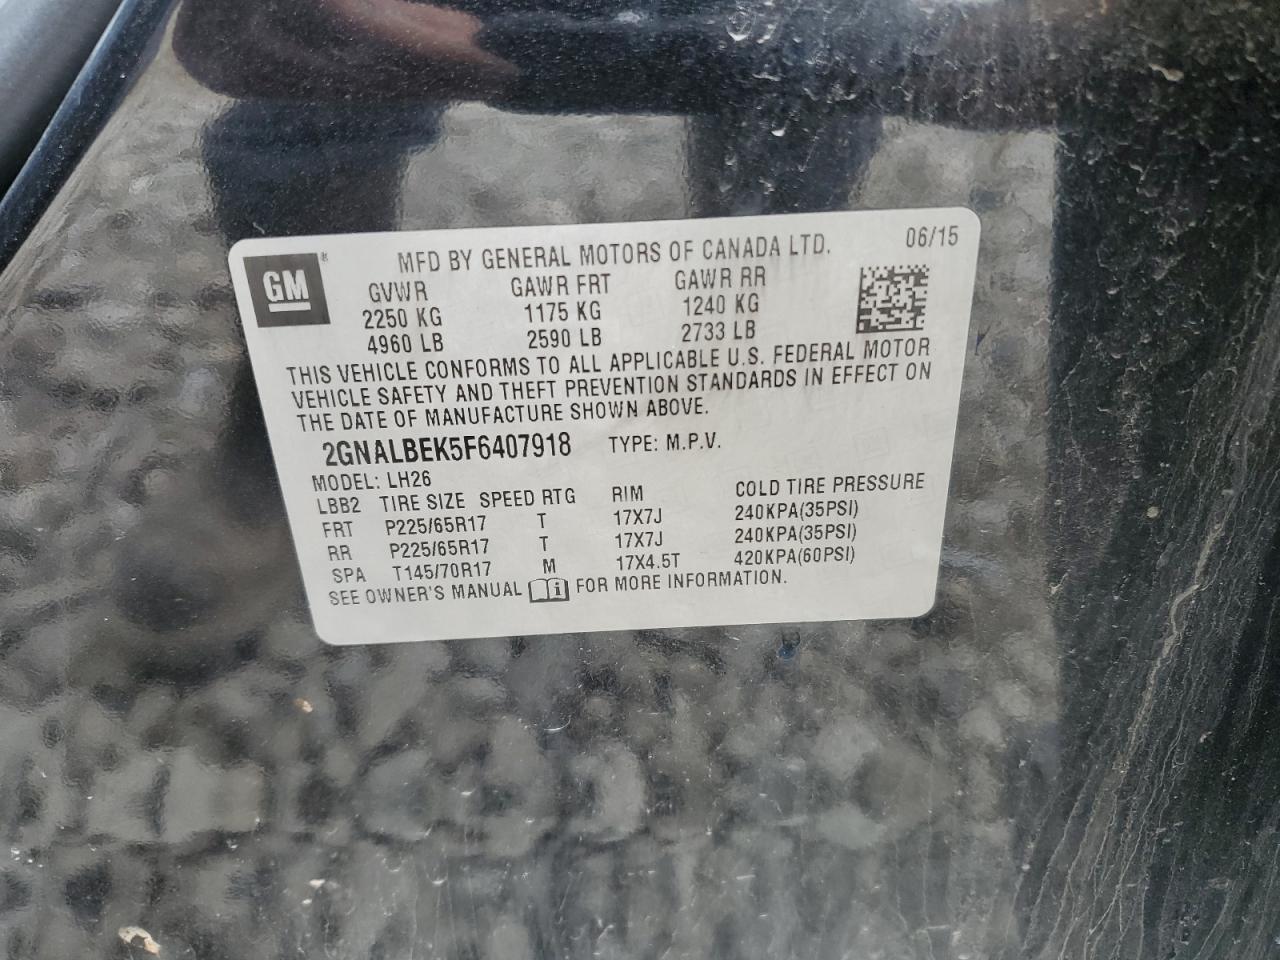 GM®
MFD BY GENERAL MOTORS OF CANADA LTD. 06/15
GVWR GAWR FRT GAWR RR
2250 KG 1175 KG 1240 KG
4960 LB 2590 LB 2733 LB
THIS VEHICLE CONFORMS TO ALL APPLICABLE U.S. FEDERAL MOTOR
VEHICLE SAFETY AND THEFT PREVENTION STANDARDS IN EFFECT ON
THE DATE OF MANUFACTURE SHOWN ABOVE.
2GNALBEK5F6407918 TYPE: M.P.V.
MODEL: LH26
LBB2 TIRE SIZE SPEED RTG RIM COLD TIRE PRESSURE
FRT P225/65R17 T 17X7J 240KPA(35PSI)
RR P225/65R17 T 17X7J 240KPA(35PSI)
SPA T145/70R17 M 17X4.5T 420KPA(60PSI)
SEE OWNER'S MANUAL i FOR MORE INFORMATION.